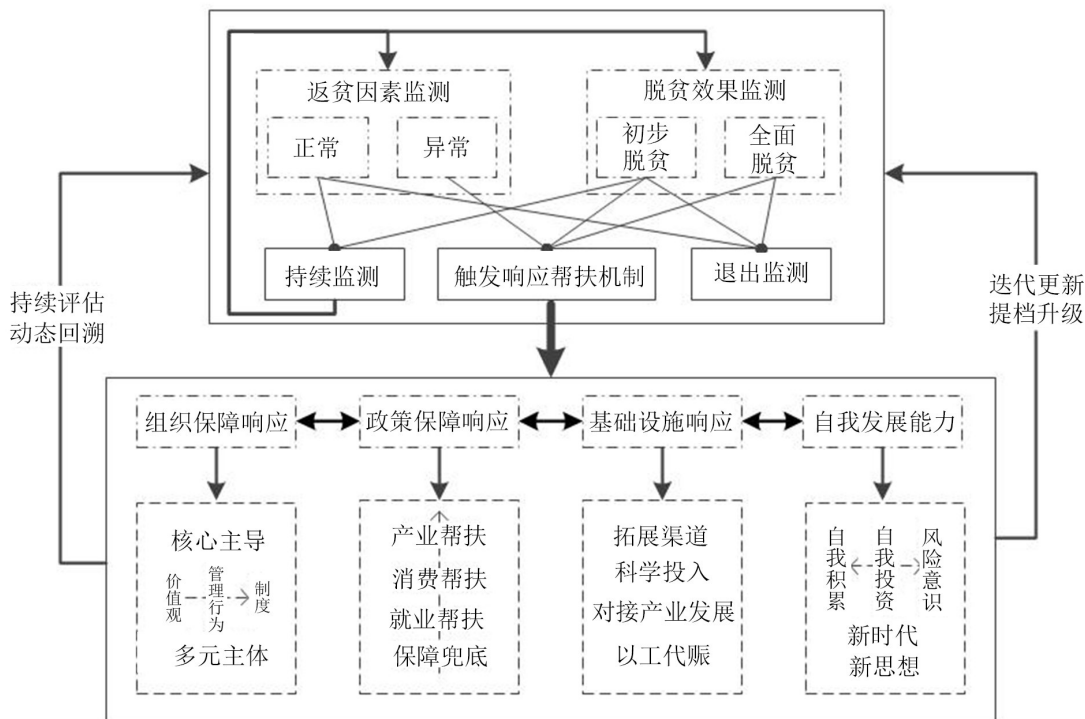 返贫因素监测
脱贫效果监测
正常
异常
初步
脱贫
全面
脱贫
持续监测
触发响应帮扶机制
退出监测
持续评估
动态回溯
迭代更新
提档升级
组织保障响应
政策保障响应
基础设施响应
自我发展能力
核心主导
价值观
管理行为
制度
多元主体
产业帮扶
消费帮扶
就业帮扶
保障兜底
拓展渠道
科学投入
对接产业发展
以工代赈
自我积累
自我投资
风险意识
新时代
新思想